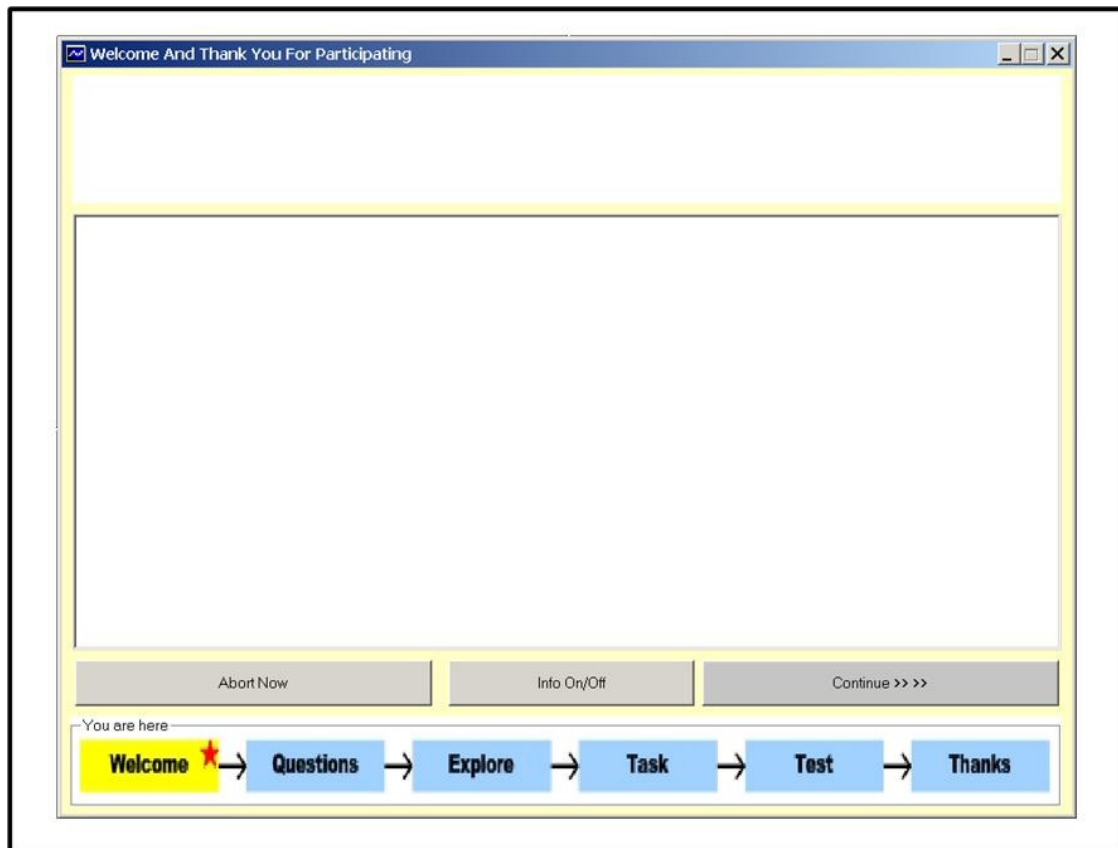 Welcome And Thank You For Participating
Abort Now Info On/Off Continue >> >>
You are here
Welcome → Questions → Explore → Task → Test → Thanks